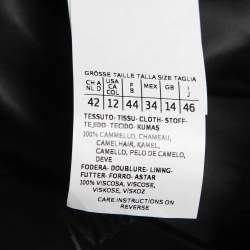 GRÖSSE TAILLE TALLA SIZE TAGLIA
CH A NL D USA CA COL F B MEX GB I J
42 12 44 34 14 46
TESSUTO-TISSU-CLOTH-STOFF-
TEJIDO-TECIDO-KUMAS
100% CAMMELLO, CHAMEAU,
CAMELHAIR, KAMEL,
CAMELLO, PELO DE CAMELO,
DEVE
FODERA-DOUBLURE-LINING-
FUTTER-FORRO-ASTAR
100% VISCOSA, VISCOSE,
VISKOSE, VISKOZ
CARE INSTRUCTIONS ON
REVERSE